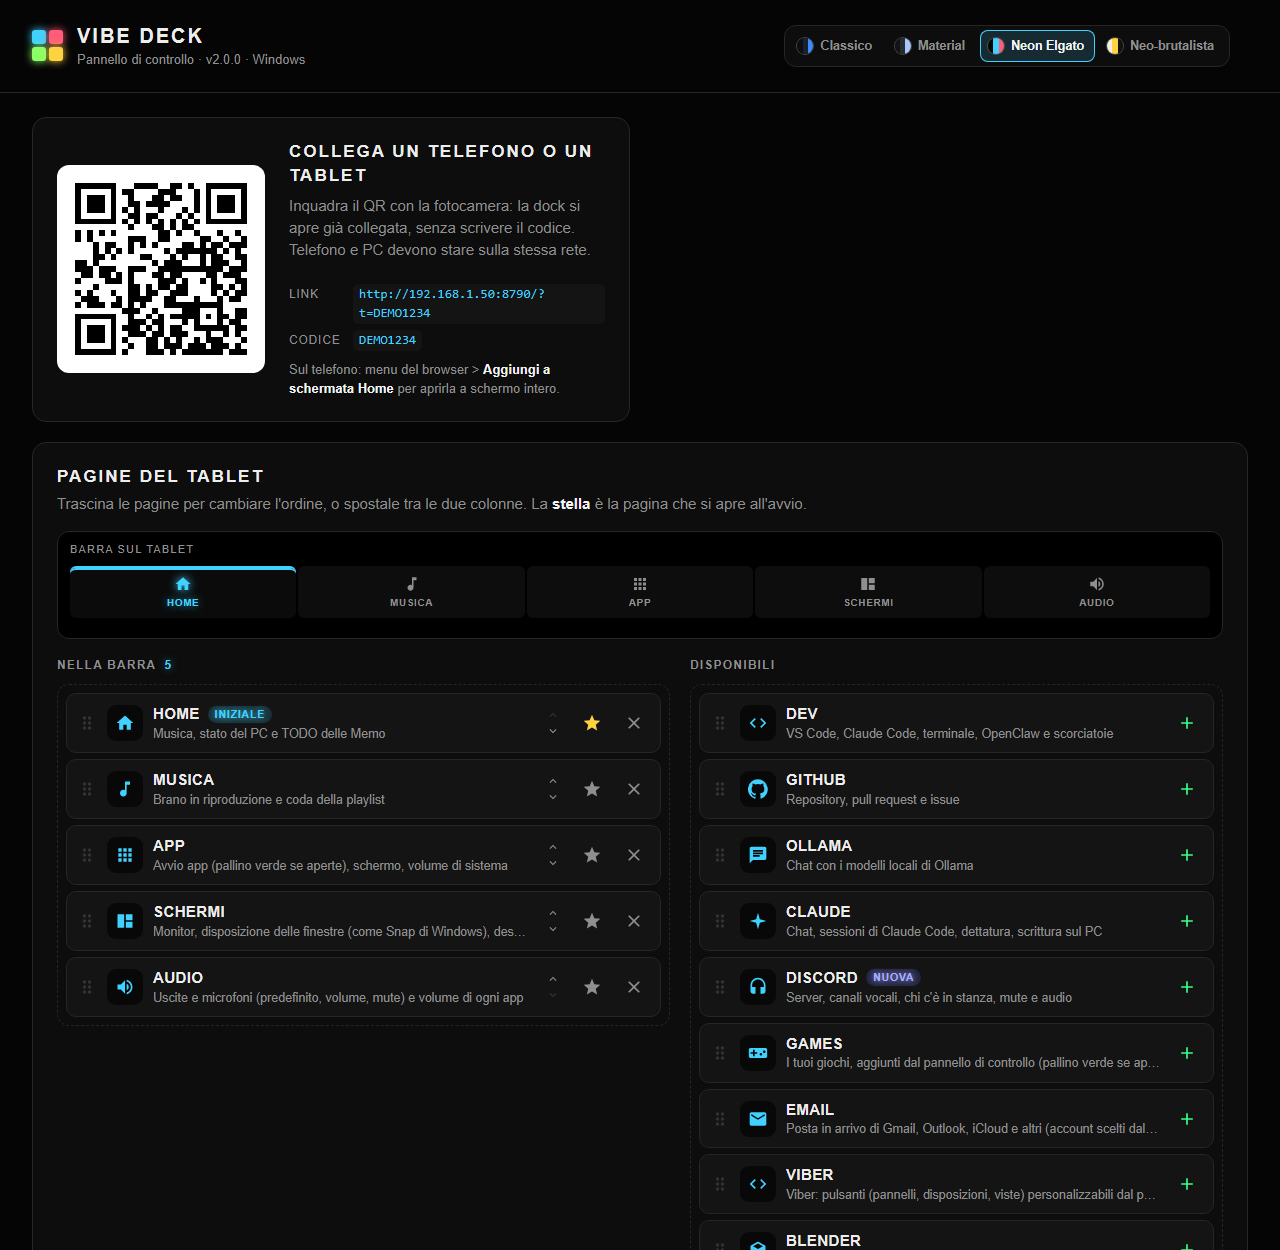 VIBE DECK
Pannello di controllo · v2.0.0 · Windows
Classico
Material
Neon Elgato
Neo-brutalista
COLLEGA UN TELEFONO O UN
TABLET
Inquadra il QR con la fotocamera: la dock si
apre già collegata, senza scrivere il codice.
Telefono e PC devono stare sulla stessa rete.
LINK
http://192.168.1.50:8790/?
t=DEMO1234
CODICE
DEMO1234
Sul telefono: menu del browser > Aggiungi a
schermata Home per aprirla a schermo intero.
PAGINE DEL TABLET
Trascina le pagine per cambiare l'ordine, o spostale tra le due colonne. La stella è la pagina che si apre all'avvio.
BARRA SUL TABLET
HOME
MUSICA
APP
SCHERMI
AUDIO
NELLA BARRA 5
HOME INIZIALE
Musica, stato del PC e TODO delle Memo
MUSICA
Brano in riproduzione e coda della playlist
APP
Avvio app (pallino verde se aperte), schermo, volume di sistema
SCHERMI
Monitor, disposizione delle finestre (come Snap di Windows), des…
AUDIO
Uscite e microfoni (predefinito, volume, mute) e volume di ogni app
DISPONIBILI
DEV
VS Code, Claude Code, terminale, OpenClaw e scorciatoie
GITHUB
Repository, pull request e issue
OLLAMA
Chat con i modelli locali di Ollama
CLAUDE
Chat, sessioni di Claude Code, dettatura, scrittura sul PC
DISCORD NUOVA
Server, canali vocali, chi c'è in stanza, mute e audio
GAMES
I tuoi giochi, aggiunti dal pannello di controllo (pallino verde se ap…
EMAIL
Posta in arrivo di Gmail, Outlook, iCloud e altri (account scelti dal…
VIBER
Viber: pulsanti (pannelli, disposizioni, viste) personalizzabili dal p…
BLENDER